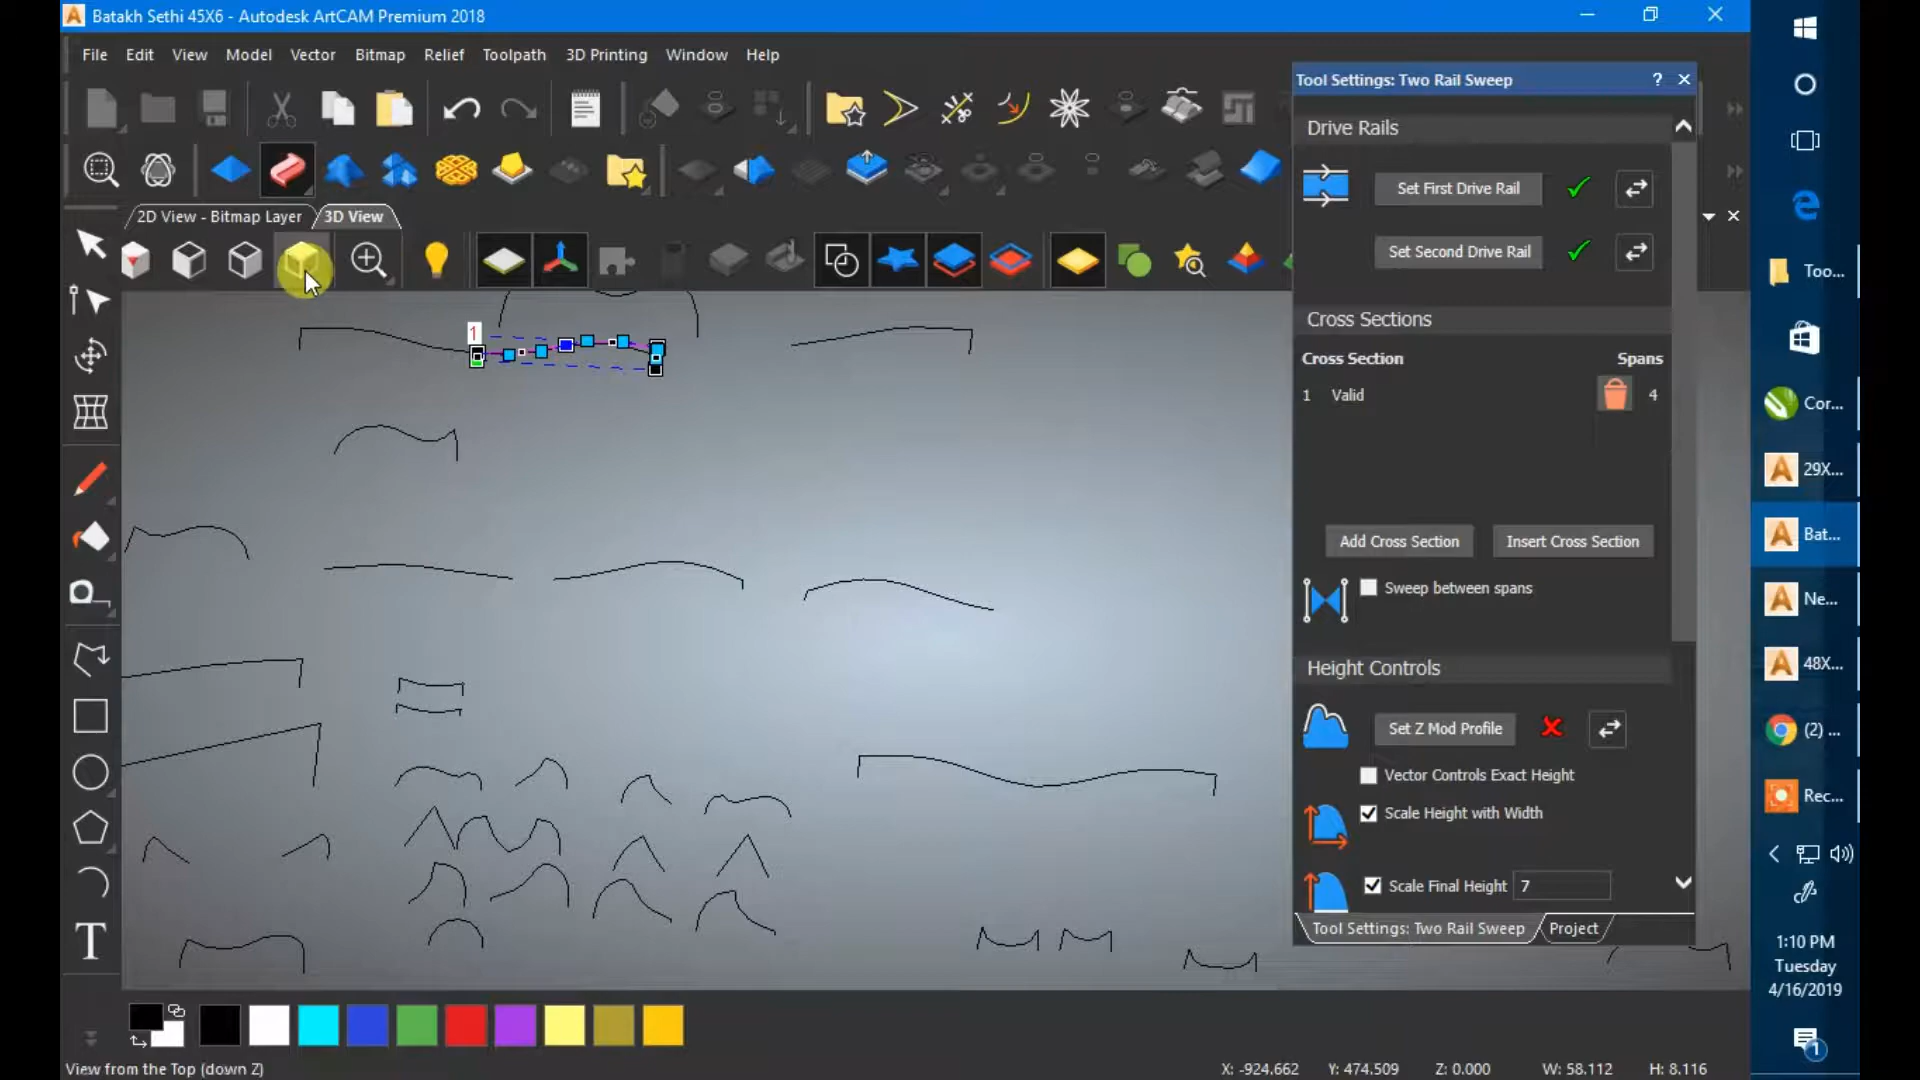 Batakh Sethi 45X6 - Autodesk ArtCAM Premium 2018
File Edit View Model Vector Bitmap Relief Toolpath 3D Printing Window Help
Tool Settings: Two Rail Sweep ?
Drive Rails
Set First Drive Rail
Set Second Drive Rail
Cross Sections
Cross Section Spans
1 Valid 4
Add Cross Section Insert Cross Section
Sweep between spans
Height Controls
Set Z Mod Profile
Vector Controls Exact Height
Scale Height with Width
Scale Final Height 7
Tool Settings: Two Rail Sweep Project
2D View - Bitmap Layer 3D View
1
T
View from the Top (down Z) X: -924.662 Y: 474.509 Z: 0.000 W: 58.112 H: 8.116
Too...
Cor...
29X...
Bat...
Ne...
48X...
(2) ...
Rec...
1:10 PM
Tuesday
4/16/2019
1